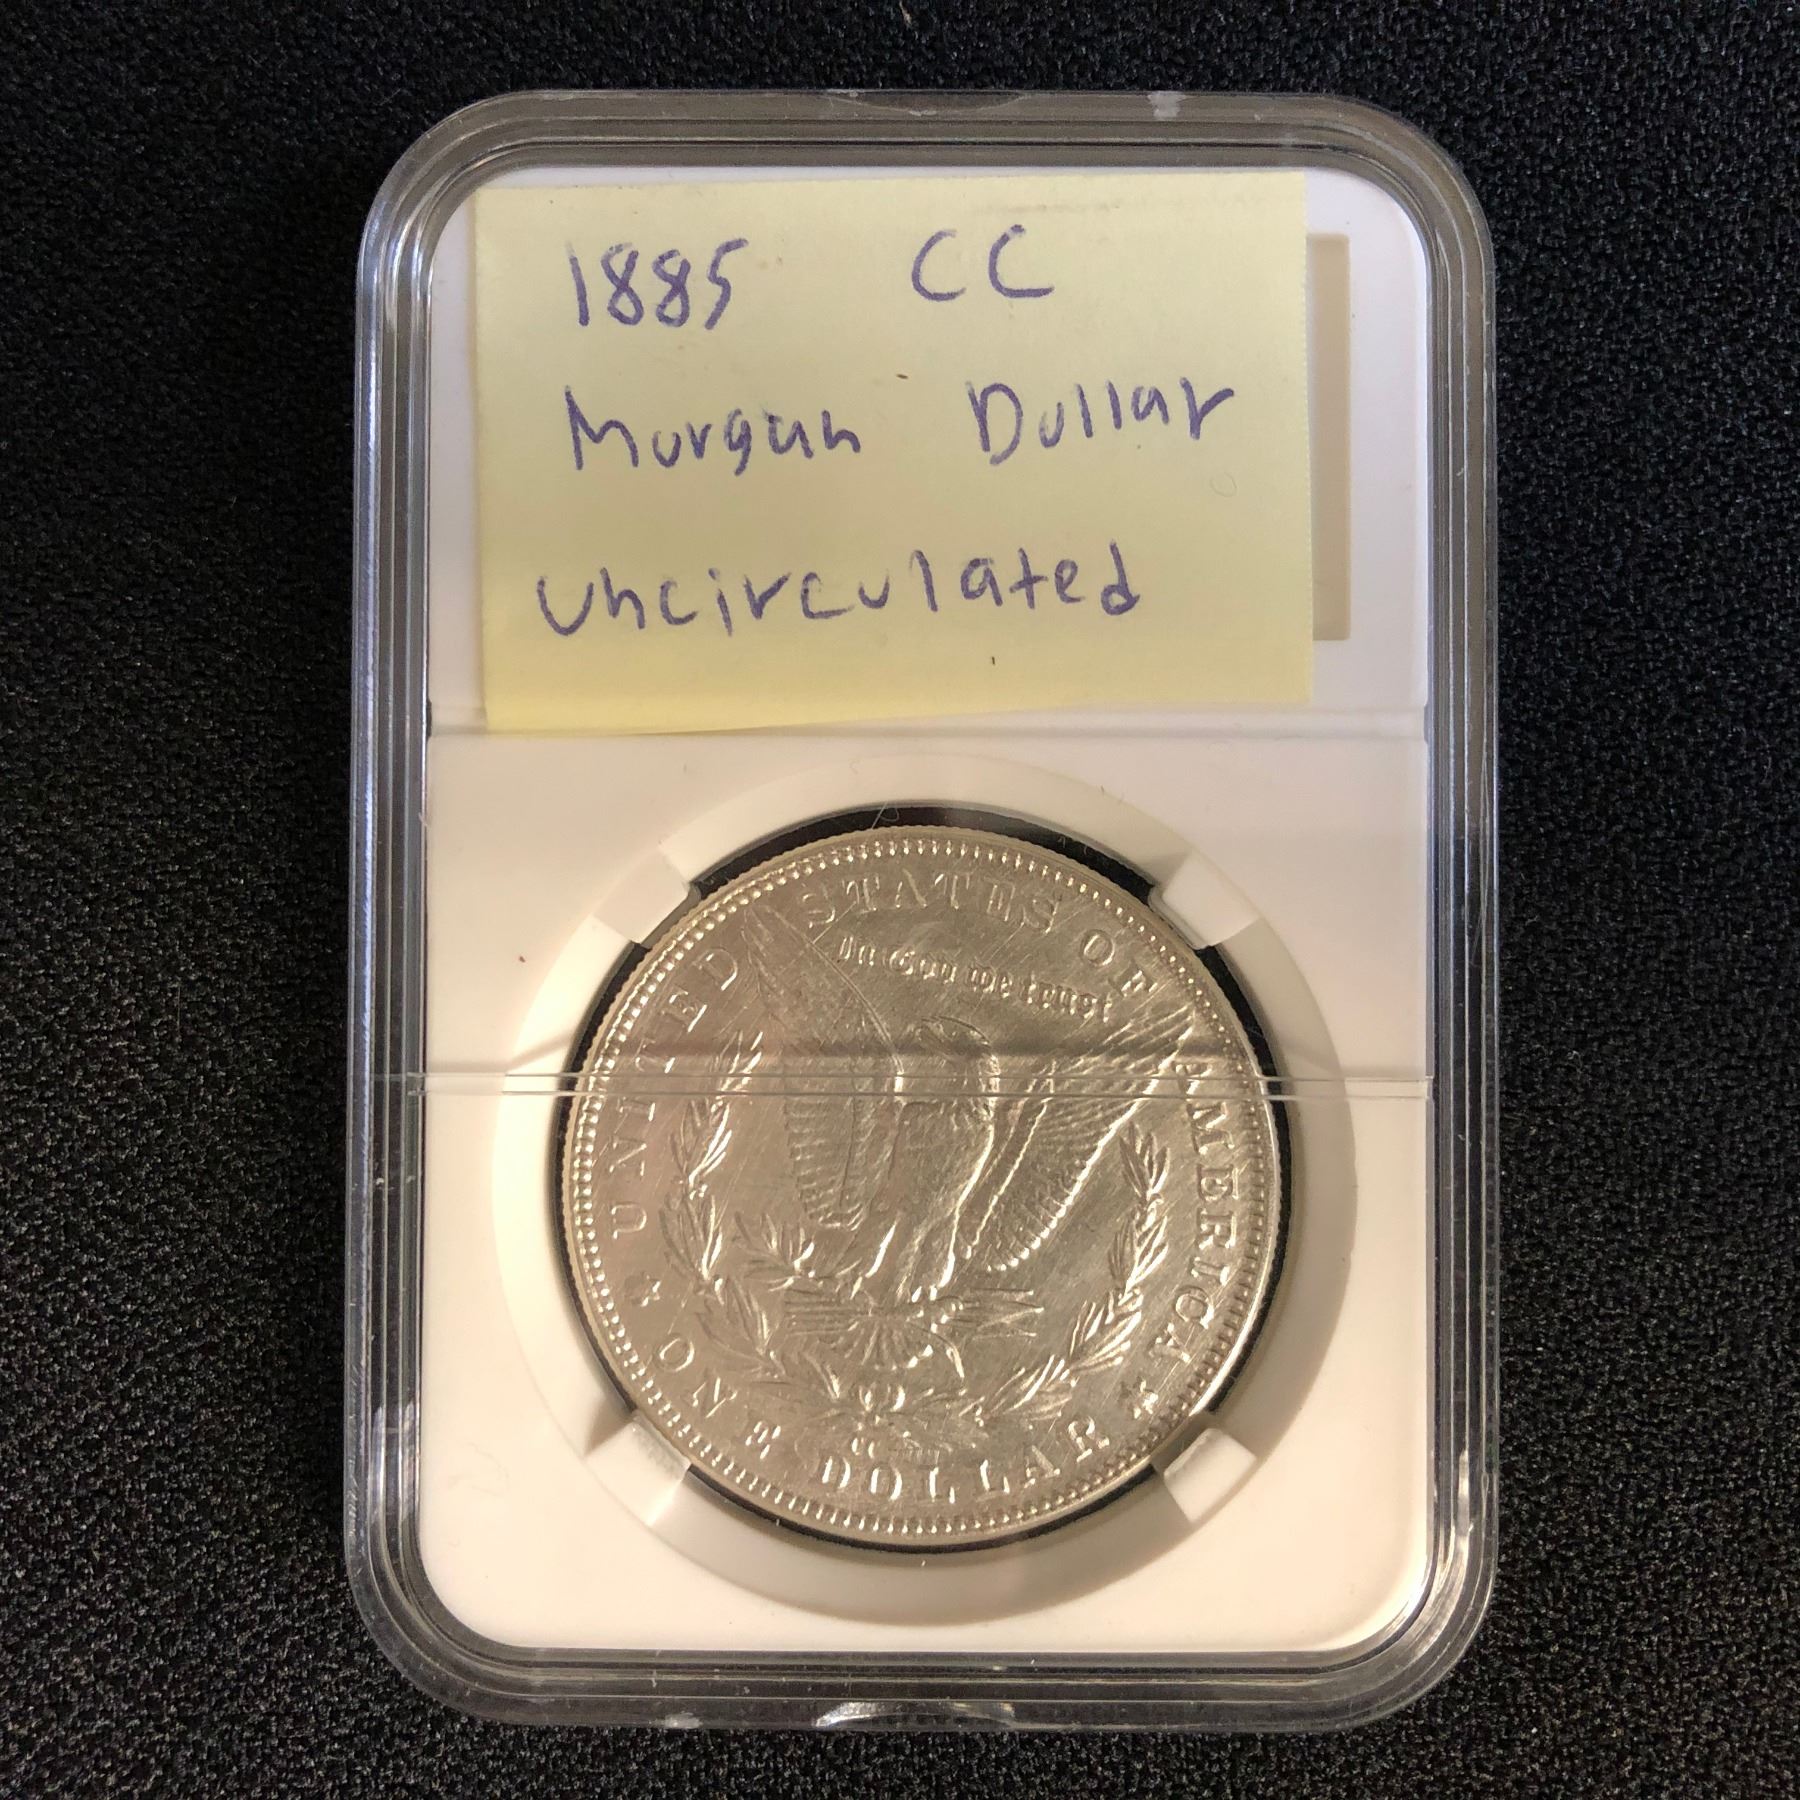 1885 CC
Morgan Dollar
Uncirculated
UNITED STATES OF AMERICA
In God we trust
ONE DOLLAR
CC